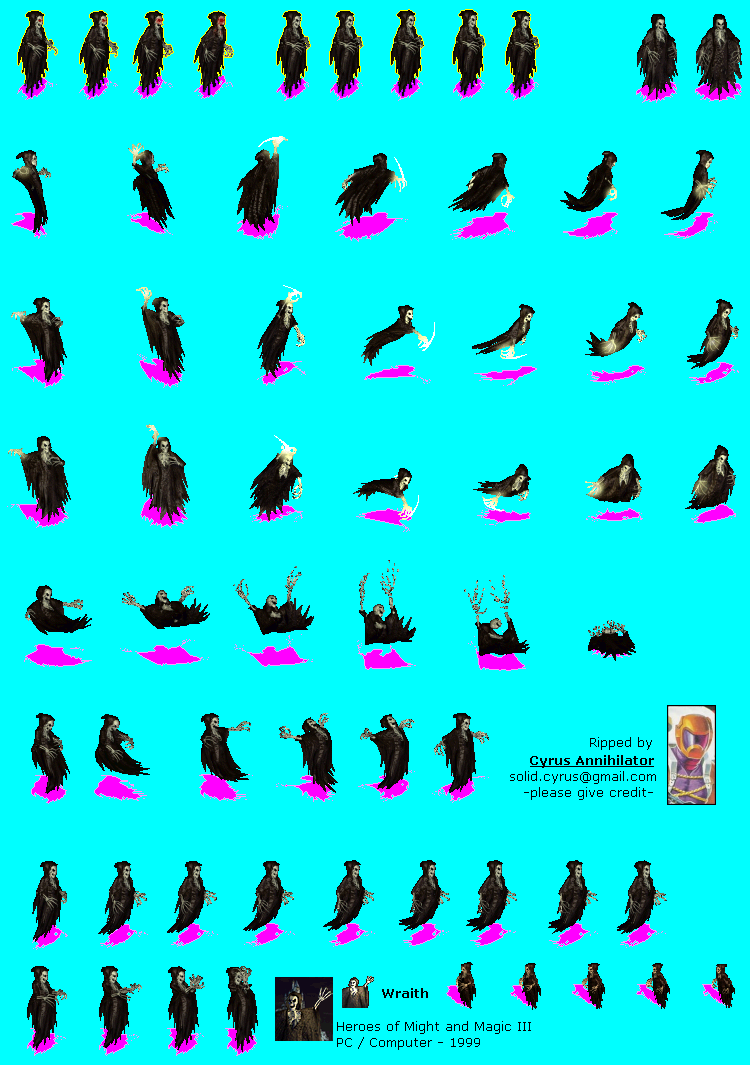 Ripped by
Cyrus Annihilator
solid.cyrus@gmail.com
-please give credit-
Wraith
Heroes of Might and Magic III
PC / Computer - 1999